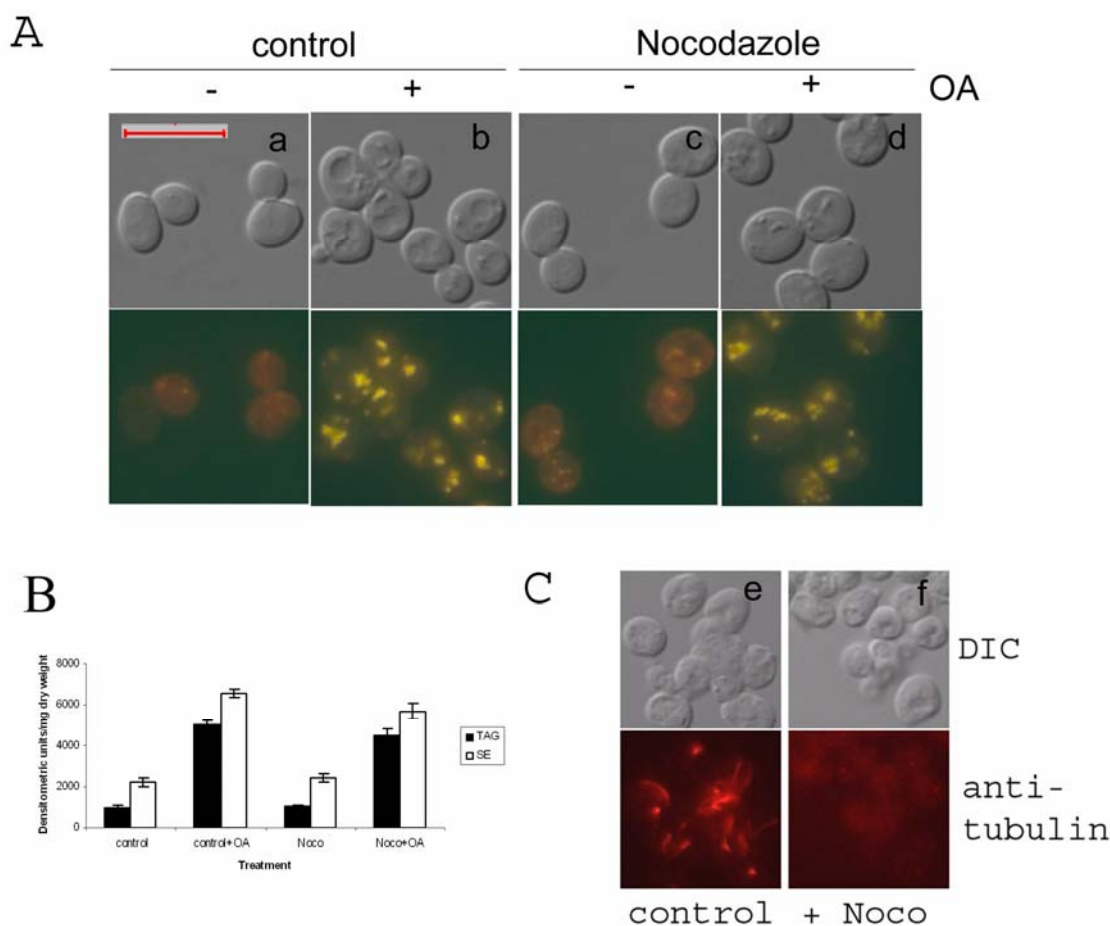 A
control Nocodazole
- + - + OA
a b c d
B
8000
6000
4000
2000
0
Densitometric units/mg dry weight
control control+OA Noco Noco+OA
Treatment
TAG
SE
C
e f
DIC
anti-
tubulin
control + Noco